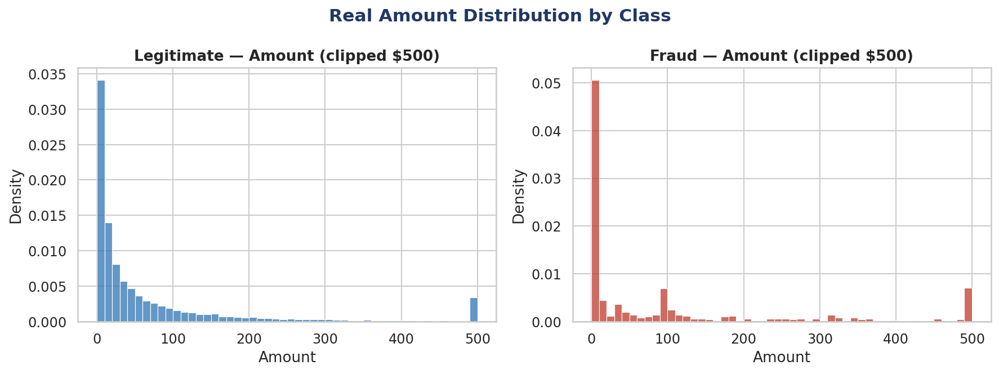 Real Amount Distribution by Class
Legitimate — Amount (clipped $500)
0.035
0.030
0.025
0.020
0.015
0.010
0.005
0.000
Density
0 100 200 300 400 500
Amount
Fraud — Amount (clipped $500)
0.05
0.04
0.03
0.02
0.01
0.00
Density
0 100 200 300 400 500
Amount